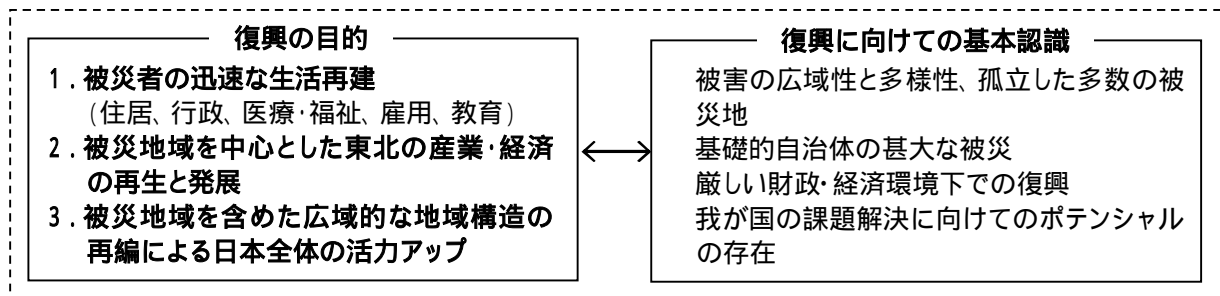 復興の目的
1．被災者の迅速な生活再建
（住居、行政、医療・福祉、雇用、教育）
2．被災地域を中心とした東北の産業・経済
の再生と発展
3．被災地域を含めた広域的な地域構造の
再編による日本全体の活力アップ
復興に向けての基本認識
被害の広域性と多様性、孤立した多数の被
災地
基礎的自治体の甚大な被災
厳しい財政・経済環境下での復興
我が国の課題解決に向けてのポテンシャル
の存在